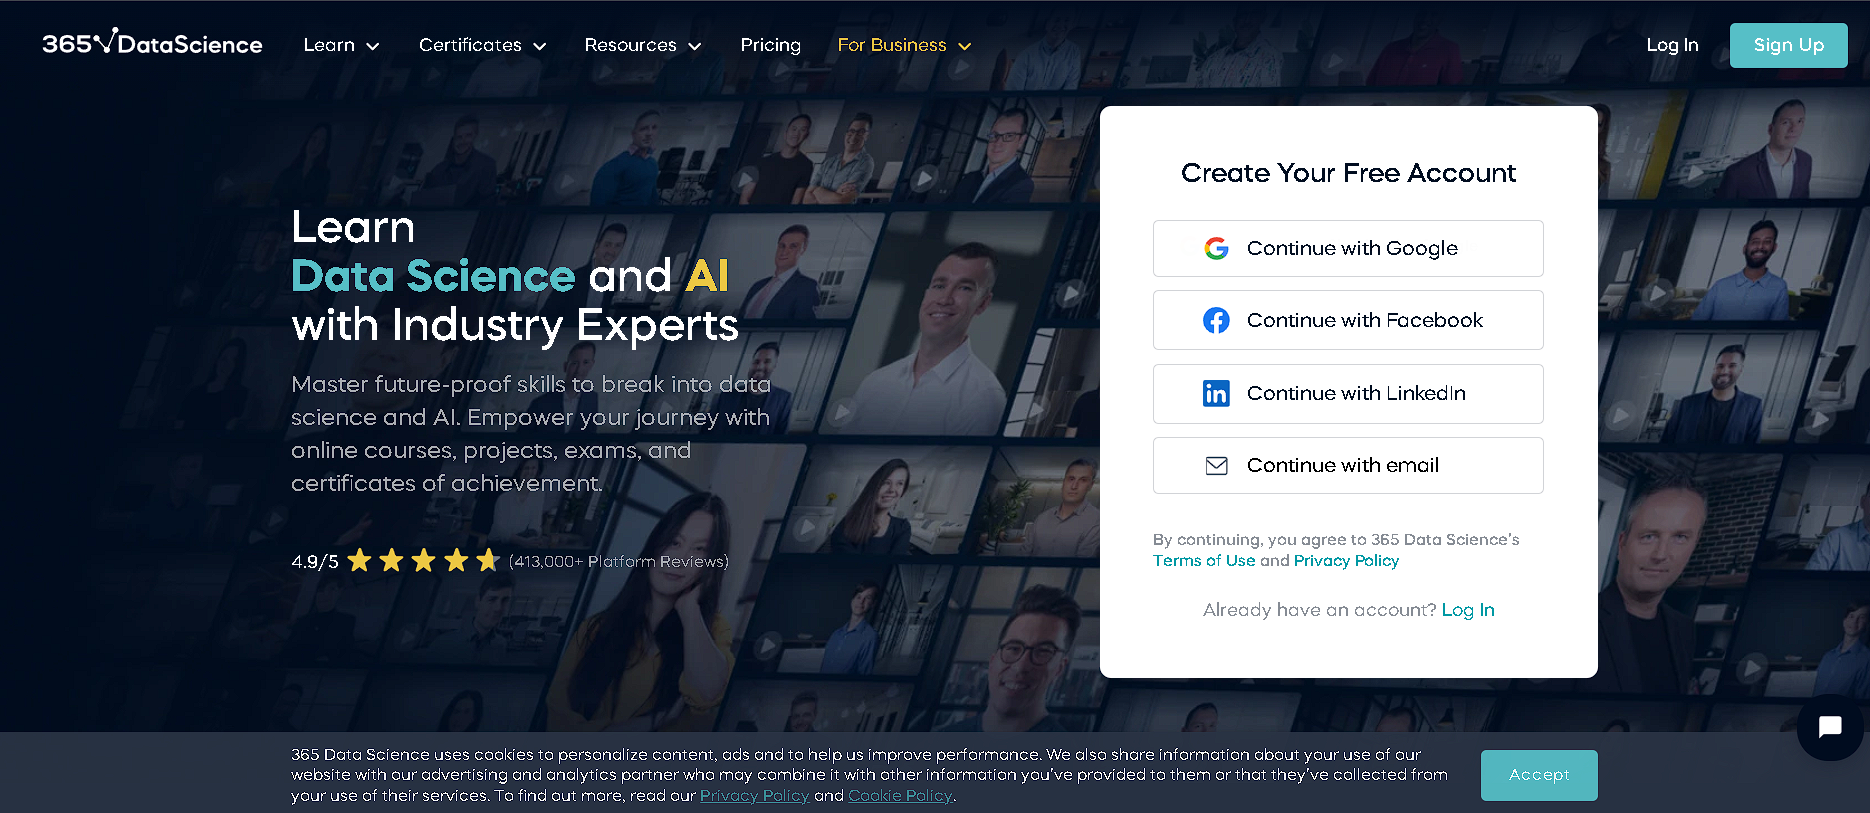 365 DataScience
Learn
Certificates
Resources
Pricing
For Business
Log In
Sign Up
Learn
Data Science and AI
with Industry Experts
Master future-proof skills to break into data
science and AI. Empower your journey with
online courses, projects, exams, and
certificates of achievement.
4.9/5 (413,000+ Platform Reviews)
Create Your Free Account
Continue with Google
Continue with Facebook
Continue with LinkedIn
Continue with email
By continuing, you agree to 365 Data Science's
Terms of Use and Privacy Policy
Already have an account? Log In
365 Data Science uses cookies to personalize content, ads and to help us improve performance. We also share information about your use of our
website with our advertising and analytics partner who may combine it with other information you've provided to them or that they've collected from
your use of their services. To find out more, read our Privacy Policy and Cookie Policy.
Accept